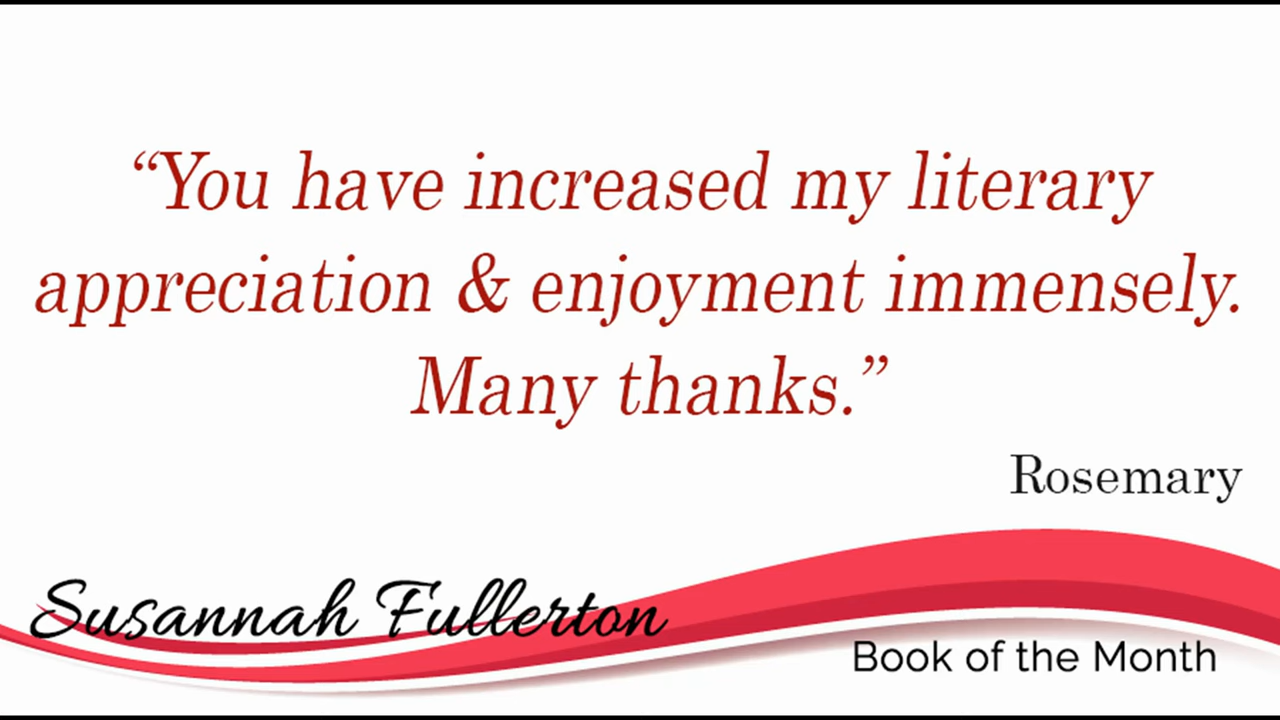 “You have increased my literary
appreciation & enjoyment immensely.
Many thanks.”
Rosemary
Susannah Fullerton
Book of the Month